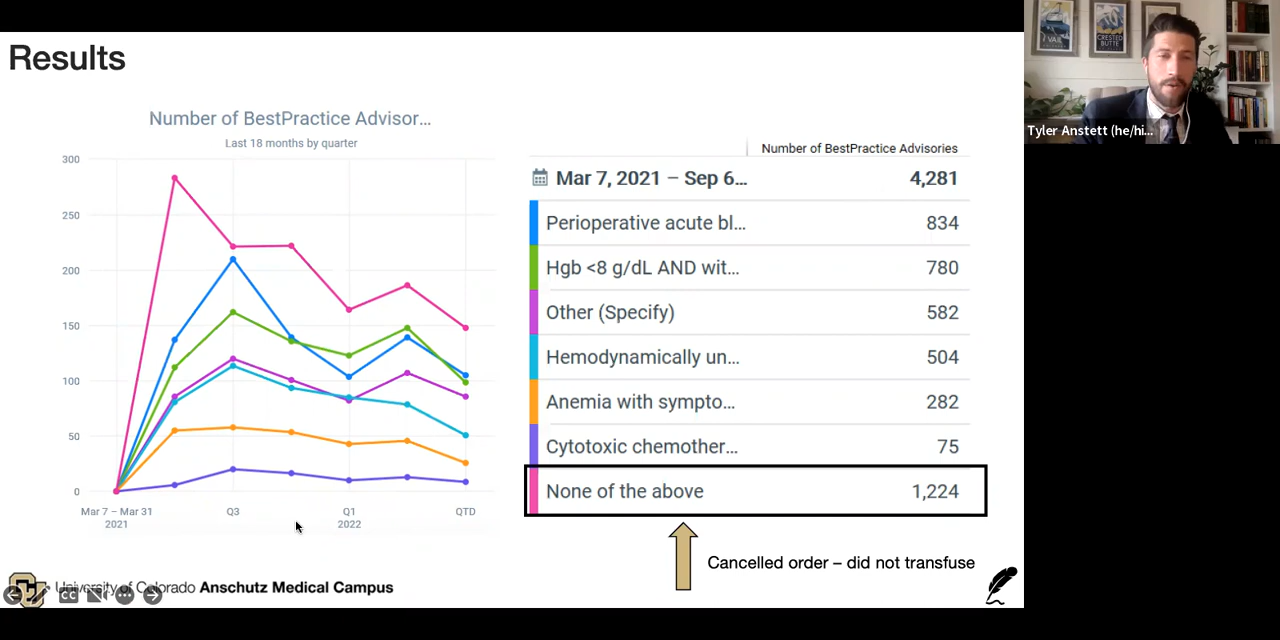 Results
Number of BestPractice Advisor...
Last 18 months by quarter
300
250
200
150
100
50
0
Mar 7 – Mar 31
2021
Q3
Q1
2022
QTD
Number of BestPractice Advisories
Mar 7, 2021 – Sep 6... 4,281
Perioperative acute bl... 834
Hgb <8 g/dL AND wit... 780
Other (Specify) 582
Hemodynamically un... 504
Anemia with sympto... 282
Cytotoxic chemother... 75
None of the above 1,224
Cancelled order – did not transfuse
University of Colorado Anschutz Medical Campus
CC
VAIL
CRESTED
BUTTE
Tyler Anstett (he/hi...